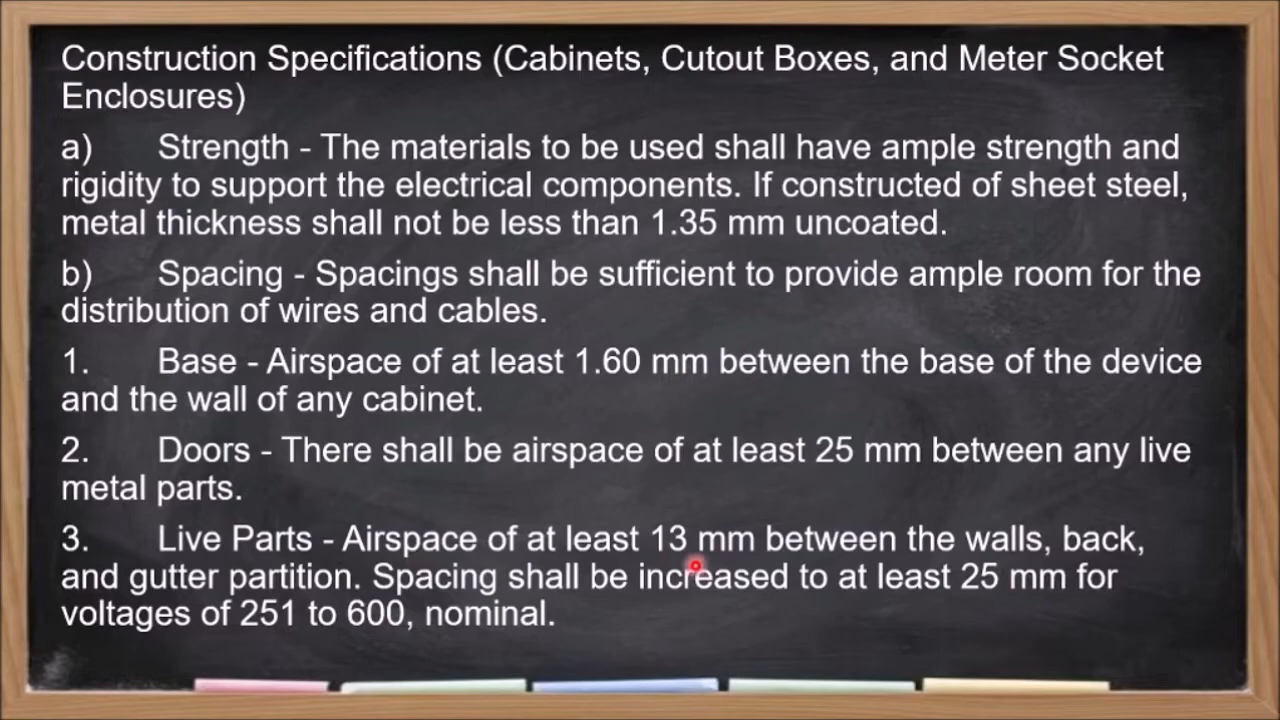 Construction Specifications (Cabinets, Cutout Boxes, and Meter Socket
Enclosures)
a) Strength - The materials to be used shall have ample strength and
rigidity to support the electrical components. If constructed of sheet steel,
metal thickness shall not be less than 1.35 mm uncoated.
b) Spacing - Spacings shall be sufficient to provide ample room for the
distribution of wires and cables.
1. Base - Airspace of at least 1.60 mm between the base of the device
and the wall of any cabinet.
2. Doors - There shall be airspace of at least 25 mm between any live
metal parts.
3. Live Parts - Airspace of at least 13 mm between the walls, back,
and gutter partition. Spacing shall be increased to at least 25 mm for
voltages of 251 to 600, nominal.